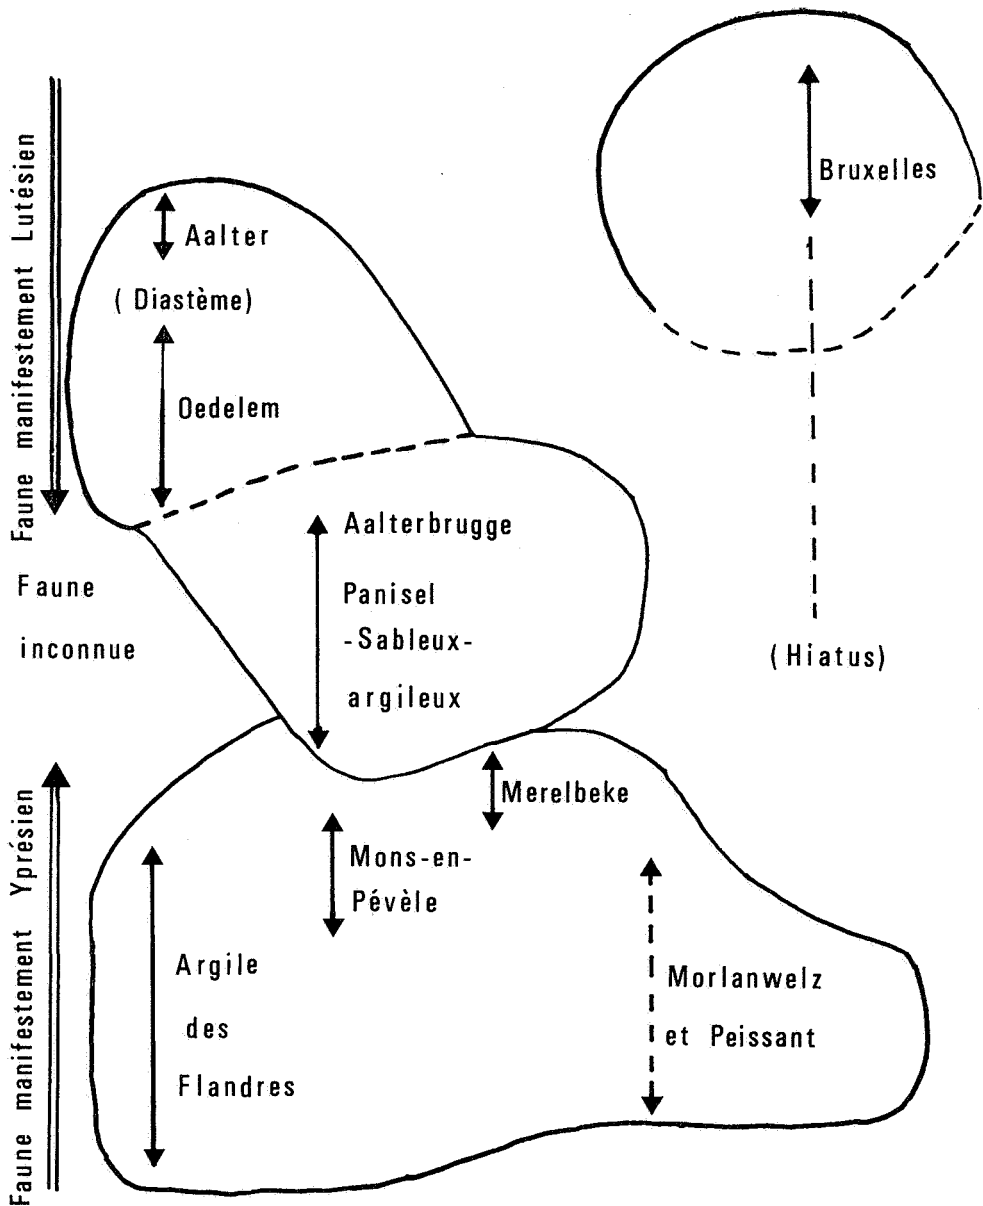 Faune manifestement Lutésien
Bruxelles
Aalter
( Diastème)
Oedelem
Aalterbrugge
Faune
inconnue
Panisel
-Sableux-
argileux
(Hiatus)
Faune manifestement Yprésien
Merelbeke
Mons-en-
Pévèle
Argile
des
Flandres
Morlanwelz
et Peissant